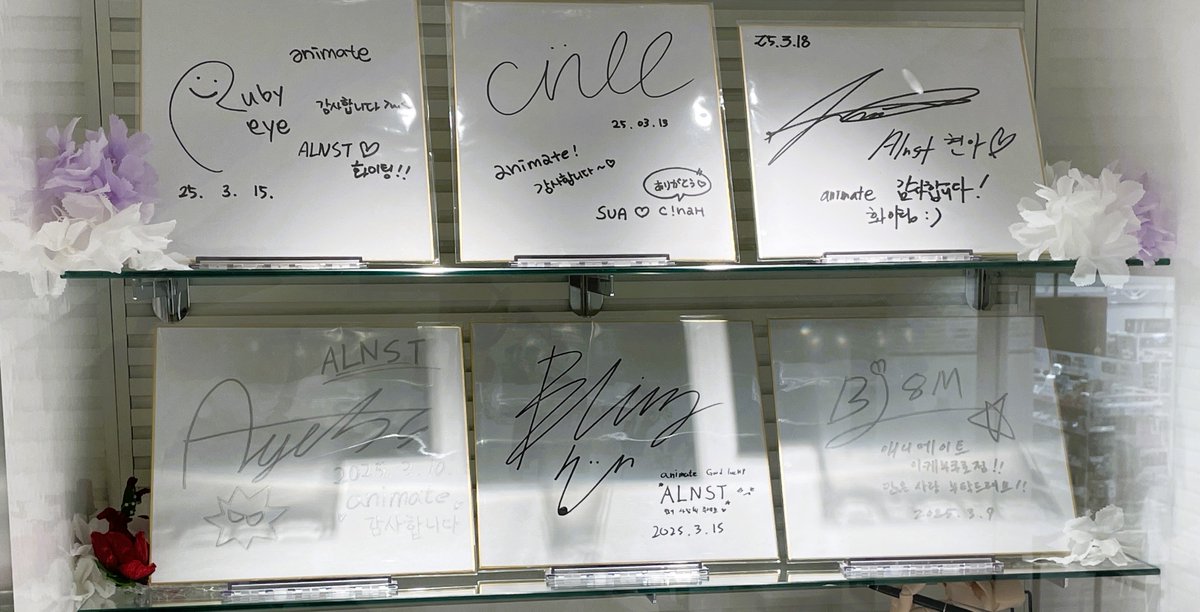 animate
Ruby
eye
감사합니다
ALNST ♡
화이팅!!
25. 3. 15.
25.03.13
animate!
감사합니다~♡
ありがとう♡
SUA ♡ C!naH
25.3.18
Alnst 현아♡
animate 감사합니다!
화이팅 :)
ALNST
2025.3.10.
animate
감사합니다
Bling
animate Good luck!
ALNST
2025.3.15
B 8M
애니메이트
이케부쿠로점!!
많은 사랑 부탁드려요!!
2025.3.9